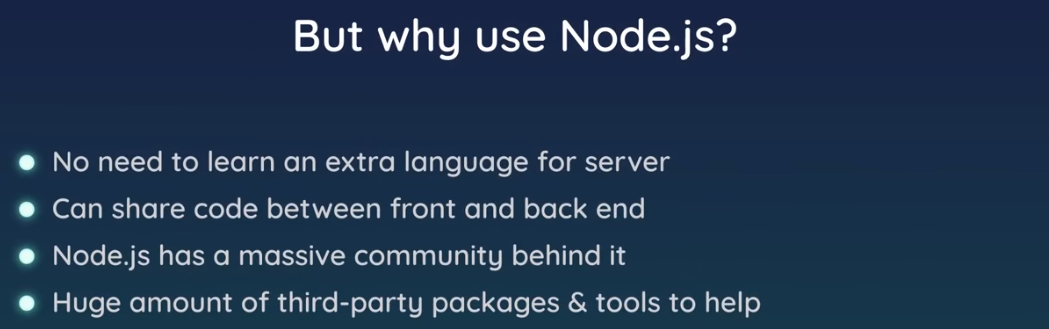 But why use Node.js?
No need to learn an extra language for server
Can share code between front and back end
Node.js has a massive community behind it
Huge amount of third-party packages & tools to help